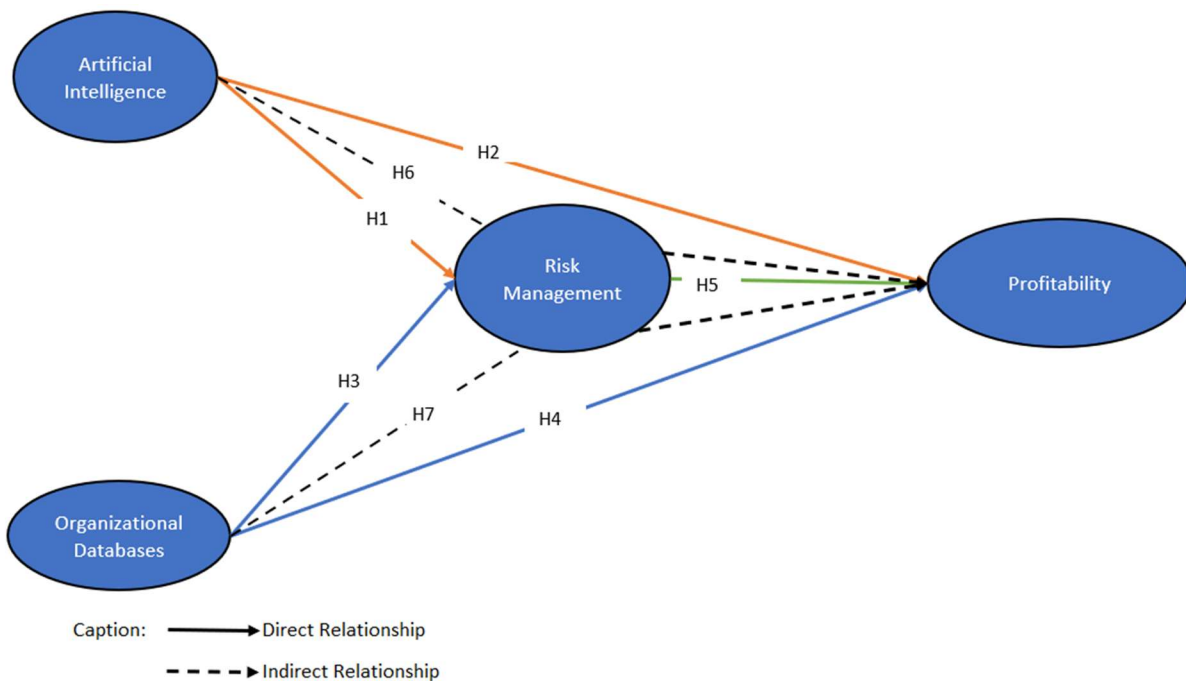 Artificial
Intelligence
H2
H6
H1
Risk
Management
H5
Profitability
H3
H7
H4
Organizational
Databases
Caption:
Direct Relationship
Indirect Relationship